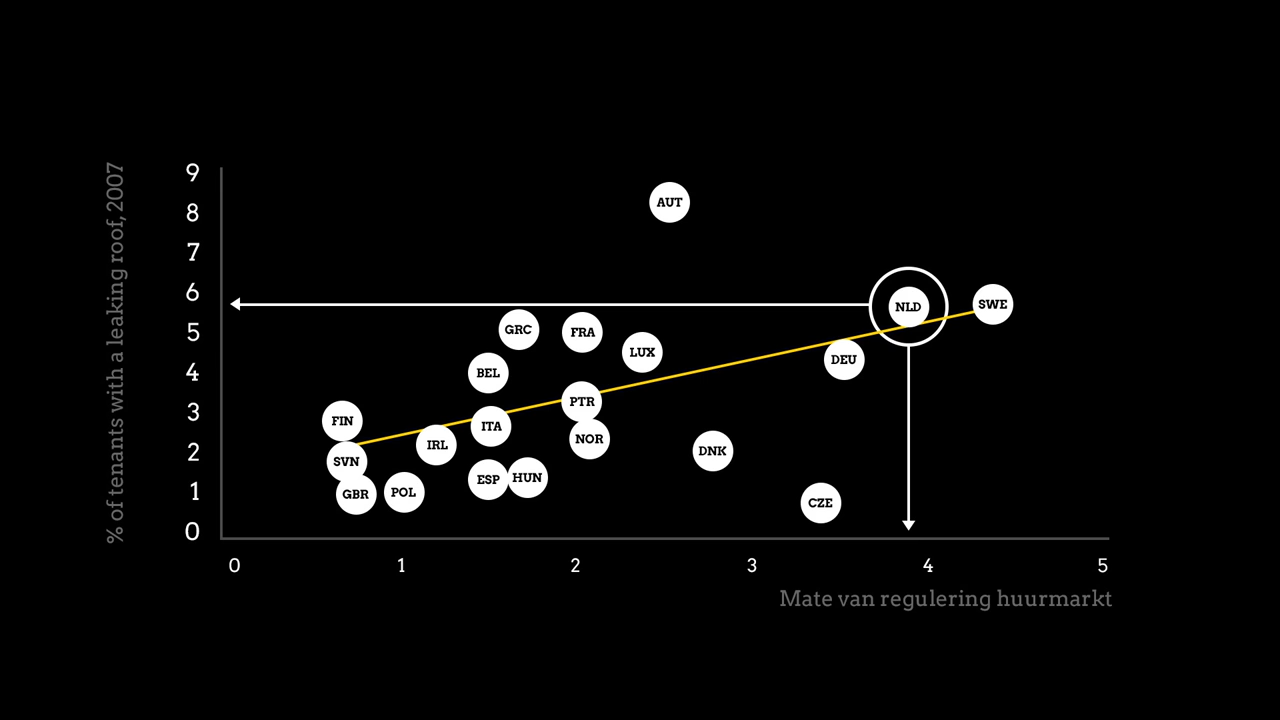 % of tenants with a leaking roof, 2007
9
8
7
6
5
4
3
2
1
0
AUT
NLD
SWE
GRC
FRA
LUX
DEU
BEL
PTR
FIN
ITA
NOR
IRL
DNK
SVN
ESP
HUN
GBR
POL
CZE
0 1 2 3 4 5
Mate van regulering huurmarkt